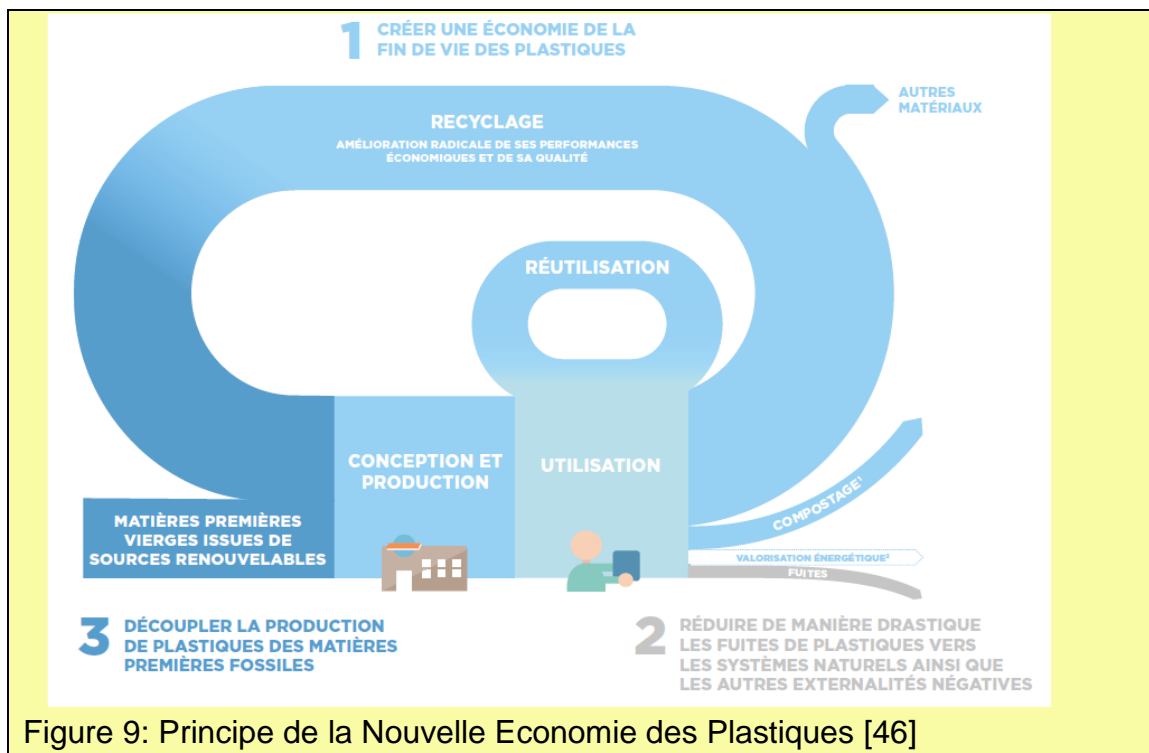 1 CRÉER UNE ÉCONOMIE DE LA
FIN DE VIE DES PLASTIQUES
AUTRES
MATÉRIAUX
RECYCLAGE
AMÉLIORATION RADICALE DE SES PERFORMANCES
ÉCONOMIQUES ET DE SA QUALITÉ
RÉUTILISATION
CONCEPTION ET
PRODUCTION
UTILISATION
MATIÈRES PREMIÈRES
VIERGES ISSUES DE
SOURCES RENOUVELABLES
COMPOSTAGE¹
VALORISATION ÉNERGÉTIQUE²
FUITES
3 DÉCOUPLER LA PRODUCTION
DE PLASTIQUES DES MATIÈRES
PREMIÈRES FOSSILES
2 RÉDUIRE DE MANIÈRE DRASTIQUE
LES FUITES DE PLASTIQUES VERS
LES SYSTÈMES NATURELS AINSI QUE
LES AUTRES EXTERNALITÉS NÉGATIVES
Figure 9: Principe de la Nouvelle Economie des Plastiques [46]